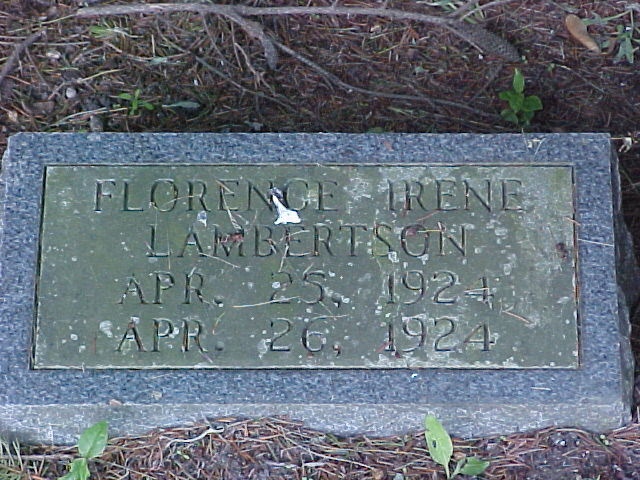 FLORENCE IRENE
LAMBERTSON
APR. 25, 1924
APR. 26, 1924